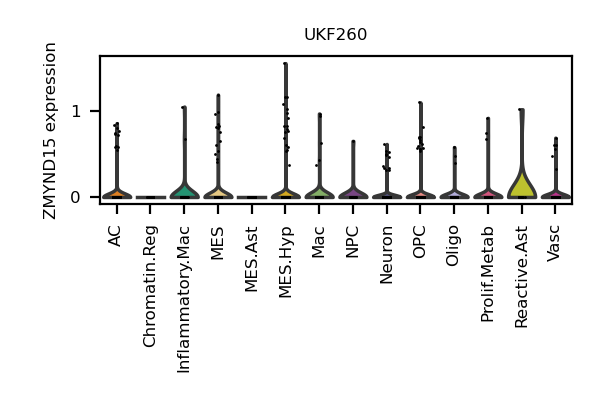 UKF260
ZMYND15 expression
1
0
AC
Chromatin.Reg
Inflammatory.Mac
MES
MES.Ast
MES.Hyp
Mac
NPC
Neuron
OPC
Oligo
Prolif.Metab
Reactive.Ast
Vasc